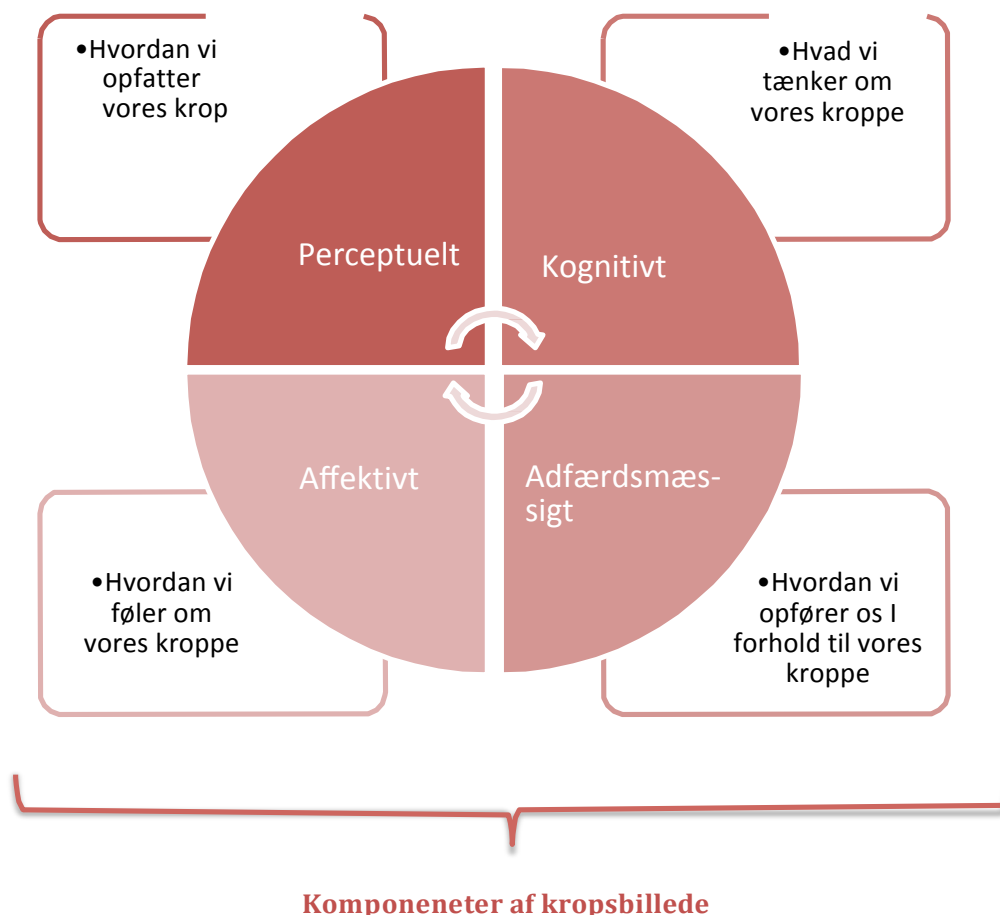 •Hvordan vi
opfatter
vores krop
•Hvad vi
tænker om
vores kroppe
Perceptuelt
Kognitivt
Affektivt
Adfærdsmæs-
sigt
•Hvordan vi
føler om
vores kroppe
•Hvordan vi
opfører os I
forhold til vores
kroppe
Komponeneter af kropsbillede